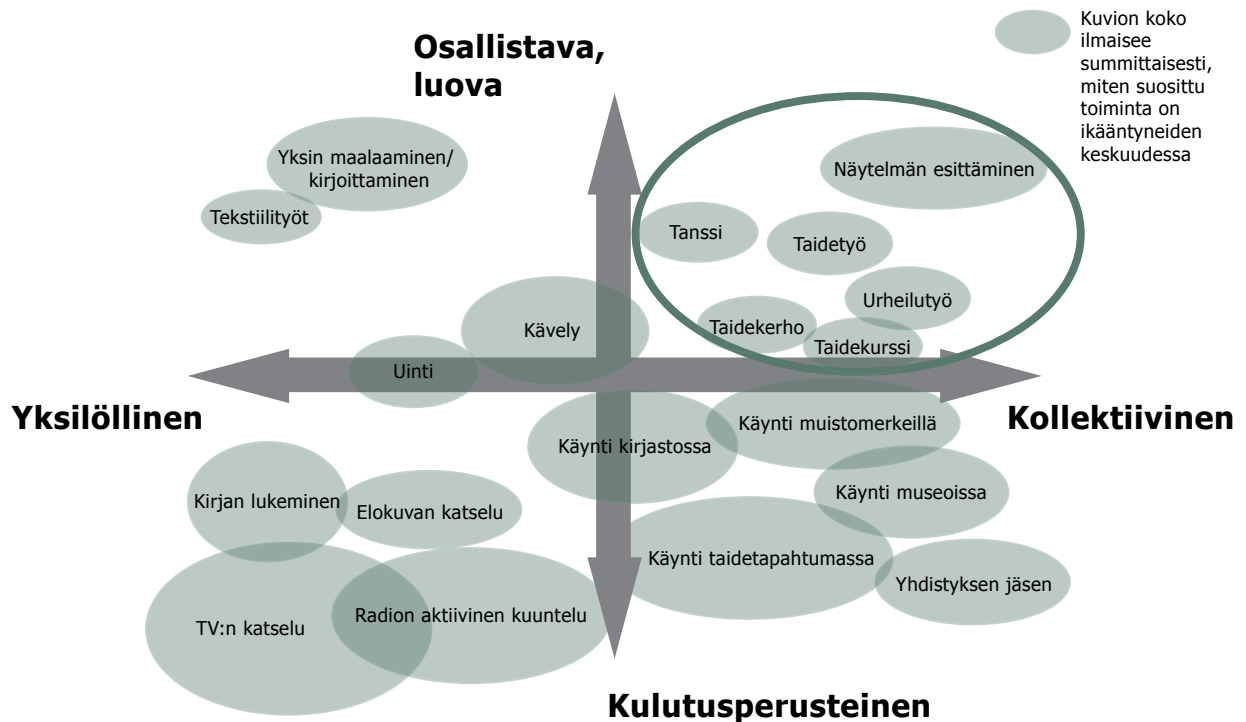 Osallistava,
luova
Kuvion koko
ilmaisee
summittaisesti,
miten suosittu
toiminta on
ikääntyneiden
keskuudessa
Yksin maalaaminen/
kirjoittaminen
Tekstiilityöt
Näytelmän esittäminen
Tanssi
Taidetyö
Urheilutyö
Taidekerho
Taidekurssi
Kävely
Uinti
Yksilöllinen
Kollektiivinen
Käynti muistomerkeillä
Käynti kirjastossa
Käynti museoissa
Kirjan lukeminen
Elokuvan katselu
Käynti taidetapahtumassa
Yhdistyksen jäsen
Radion aktiivinen kuuntelu
TV:n katselu
Kulutusperusteinen